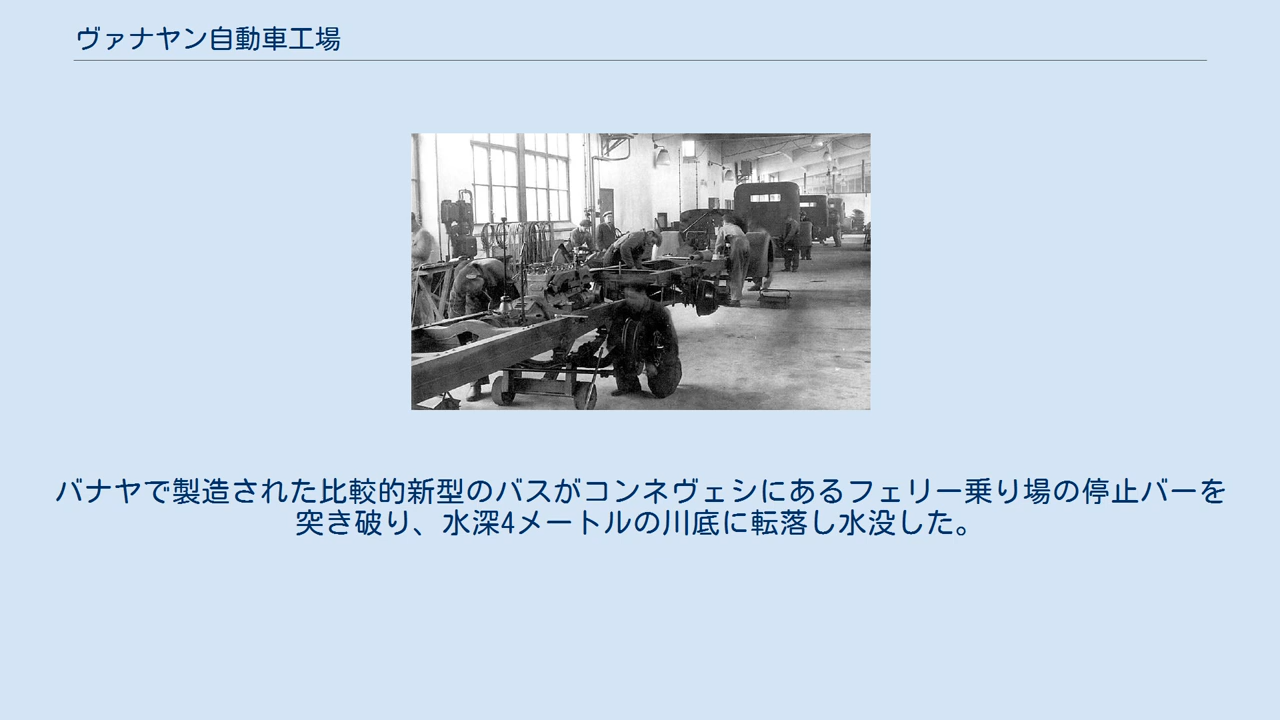 ヴァナヤン自動車工場
バナヤで製造された比較的新型のバスがコンネヴェシにあるフェリー乗り場の停止バーを
突き破り、水深4メートルの川底に転落し水没した。